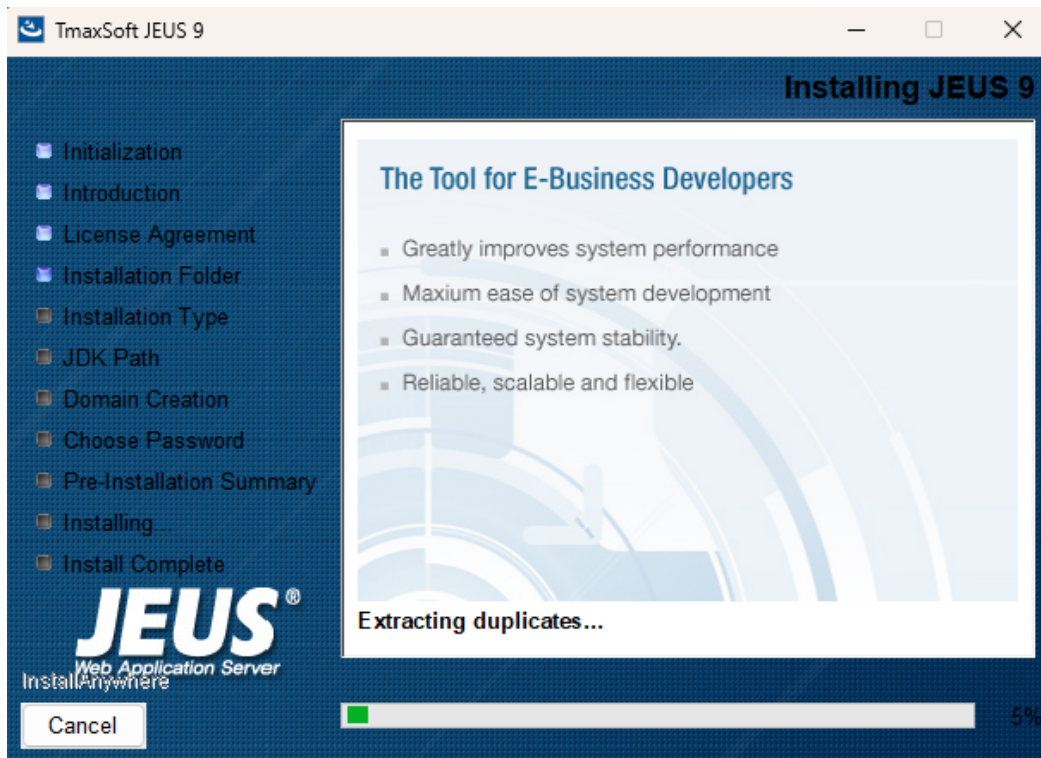 TmaxSoft JEUS 9
Installing JEUS 9
Initialization
Introduction
License Agreement
Installation Folder
Installation Type
JDK Path
Domain Creation
Choose Password
Pre-Installation Summary
Installing...
Install Complete
JEUS®
Web Application Server
InstallAnywhere
Cancel
The Tool for E-Business Developers
Greatly improves system performance
Maxium ease of system development
Guaranteed system stability.
Reliable, scalable and flexible
Extracting duplicates...
5%